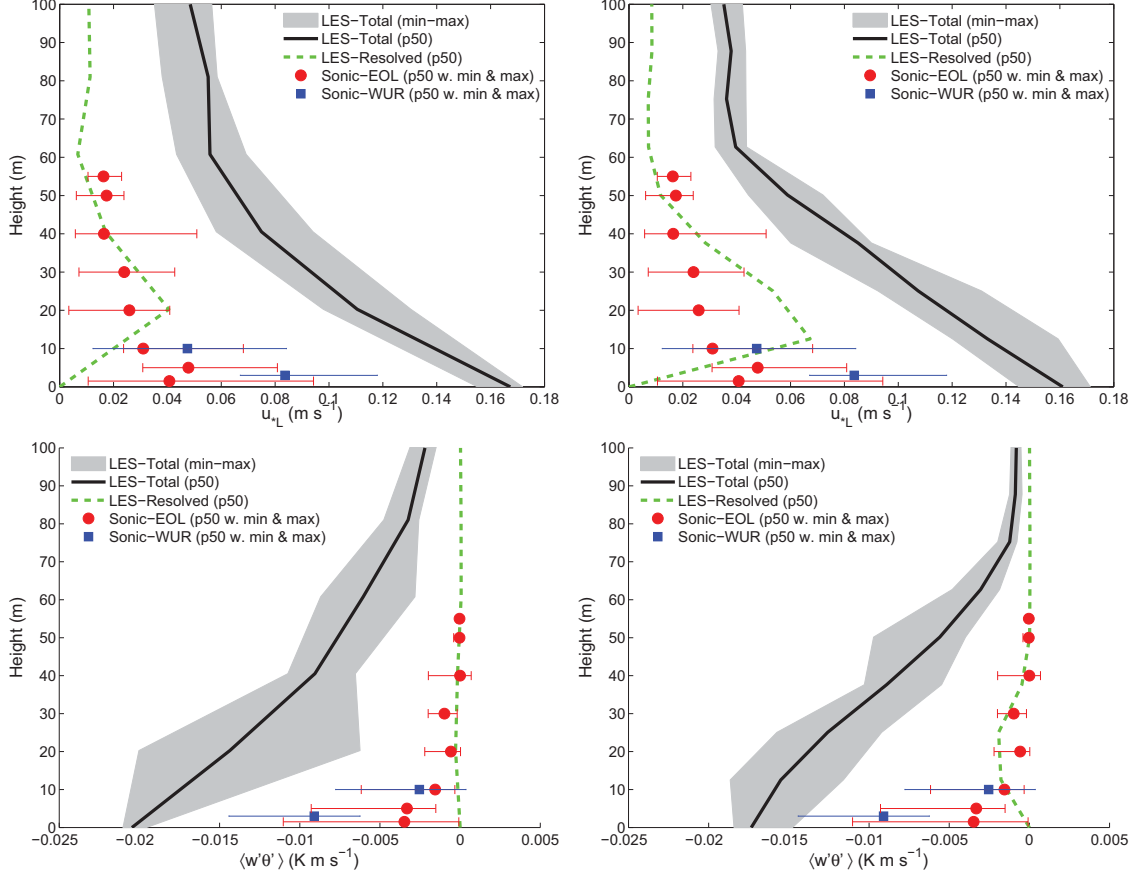 100
90
80
70
60
50
40
30
20
10
0
Height (m)
0
0.02
0.04
0.06
0.08
0.1
0.12
0.14
0.16
0.18
u*L (m s−1)
LES−Total (min−max)
LES−Total (p50)
LES−Resolved (p50)
Sonic−EOL (p50 w. min & max)
Sonic−WUR (p50 w. min & max)
100
90
80
70
60
50
40
30
20
10
0
Height (m)
0
0.02
0.04
0.06
0.08
0.1
0.12
0.14
0.16
0.18
u*L (m s−1)
LES−Total (min−max)
LES−Total (p50)
LES−Resolved (p50)
Sonic−EOL (p50 w. min & max)
Sonic−WUR (p50 w. min & max)
100
90
80
70
60
50
40
30
20
10
0
Height (m)
−0.025
−0.02
−0.015
−0.01
−0.005
0
0.005
⟨w'θ'⟩ (K m s−1)
LES−Total (min−max)
LES−Total (p50)
LES−Resolved (p50)
Sonic−EOL (p50 w. min & max)
Sonic−WUR (p50 w. min & max)
100
90
80
70
60
50
40
30
20
10
0
Height (m)
−0.025
−0.02
−0.015
−0.01
−0.005
0
0.005
⟨w'θ'⟩ (K m s−1)
LES−Total (min−max)
LES−Total (p50)
LES−Resolved (p50)
Sonic−EOL (p50 w. min & max)
Sonic−WUR (p50 w. min & max)